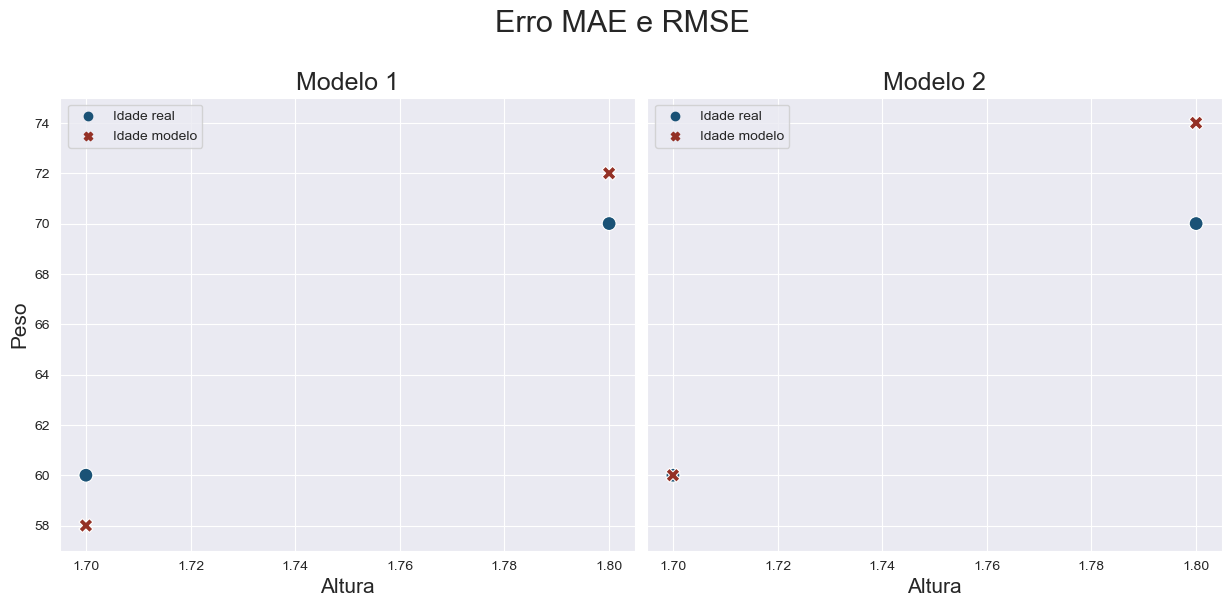 Erro MAE e RMSE
Modelo 1
Idade real
Idade modelo
Peso
74
72
70
68
66
64
62
60
58
1.70 1.72 1.74 1.76 1.78 1.80
Altura
Modelo 2
Idade real
Idade modelo
1.70 1.72 1.74 1.76 1.78 1.80
Altura